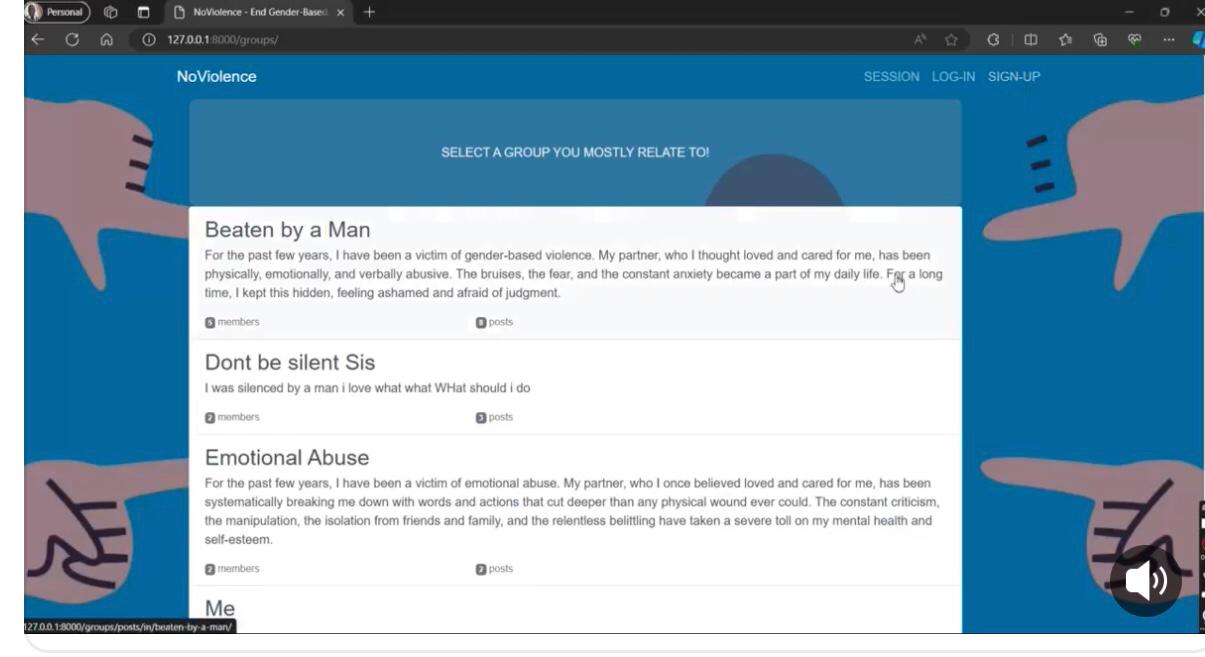 Personal
NoViolence - End Gender-Based
127.0.0.1:8000/groups/
NoViolence
SESSION LOG-IN SIGN-UP
SELECT A GROUP YOU MOSTLY RELATE TO!
Beaten by a Man
For the past few years, I have been a victim of gender-based violence. My partner, who I thought loved and cared for me, has been
physically, emotionally, and verbally abusive. The bruises, the fear, and the constant anxiety became a part of my daily life. For a long
time, I kept this hidden, feeling ashamed and afraid of judgment.
5 members posts
Dont be silent Sis
I was silenced by a man i love what what WHat should i do
2 members 3 posts
Emotional Abuse
For the past few years, I have been a victim of emotional abuse. My partner, who I once believed loved and cared for me, has been
systematically breaking me down with words and actions that cut deeper than any physical wound ever could. The constant criticism,
the manipulation, the isolation from friends and family, and the relentless belittling have taken a severe toll on my mental health and
self-esteem.
2 members 2 posts
Me
127.0.0.1:8000/groups/posts/in/beaten-by-a-man/